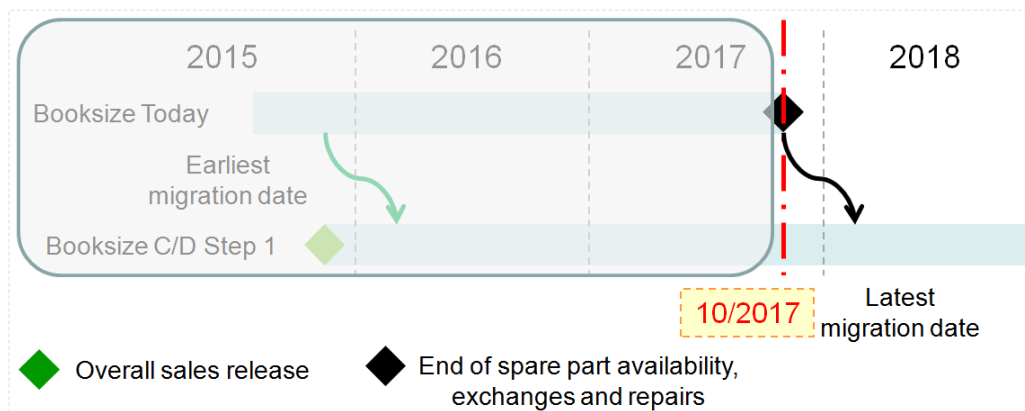 2015 2016 2017 2018
Booksize Today
Earliest
migration date
Booksize C/D Step 1
10/2017
Latest
migration date
Overall sales release
End of spare part availability,
exchanges and repairs